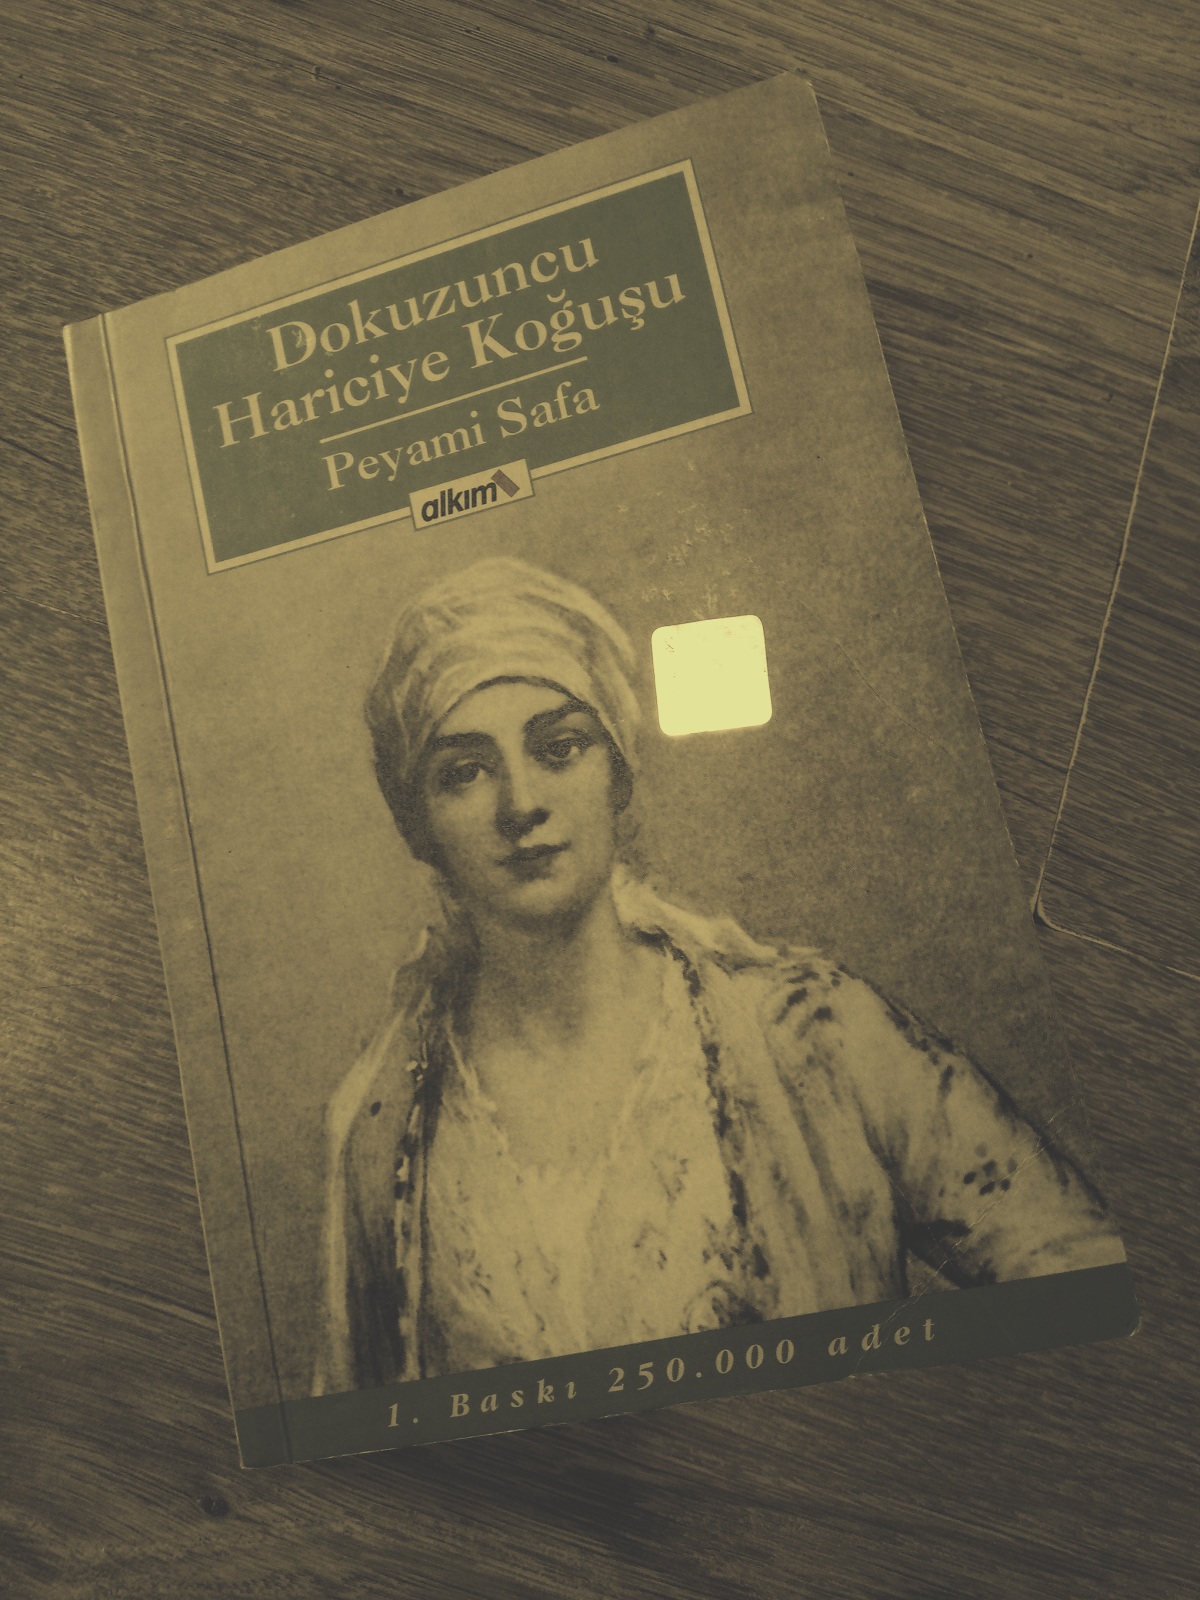 Dokuzuncu
Hariciye Koğuşu
Peyami Safa
alkım
1. Baskı 250.000 adet